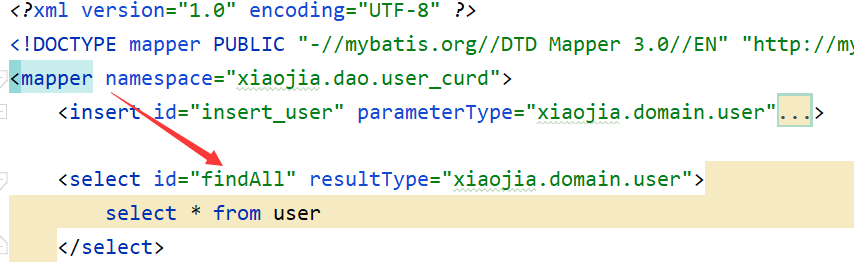 <?xml version="1.0" encoding="UTF-8" ?>
<!DOCTYPE mapper PUBLIC "-//mybatis.org//DTD Mapper 3.0//EN" "http://my
<mapper namespace="xiaojia.dao.user_curd">
<insert id="insert_user" parameterType="xiaojia.domain.user"...>
<select id="findAll" resultType="xiaojia.domain.user">
select * from user
</select>